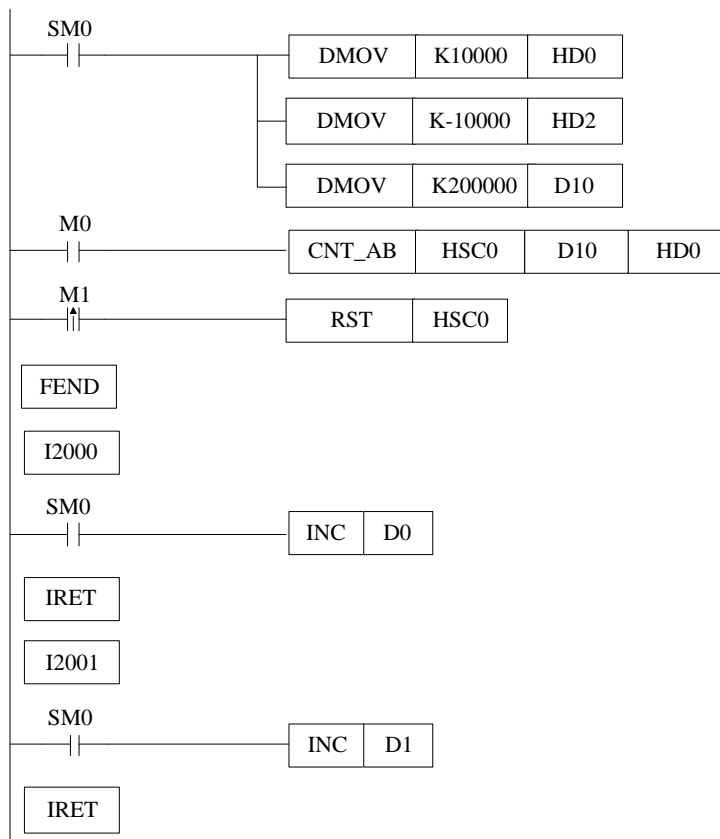 SM0
DMOV K10000 HD0
DMOV K-10000 HD2
DMOV K200000 D10
M0
CNT_AB HSC0 D10 HD0
M1
RST HSC0
FEND
I2000
SM0
INC D0
IRET
I2001
SM0
INC D1
IRET